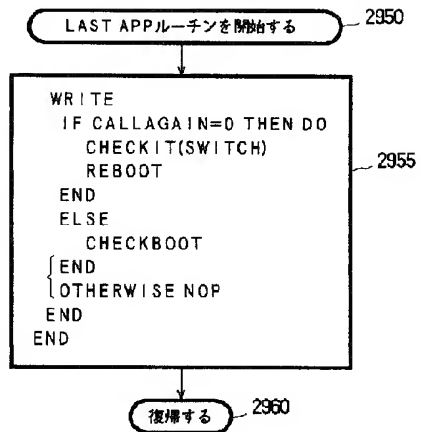 LAST APPルーチンを開始する
2950
WRITE
IF CALLAGAIN=0 THEN DO
CHECKIT(SWITCH)
REBOOT
END
ELSE
CHECKBOOT
END
OTHERWISE NOP
END
END
2955
復帰する
2960